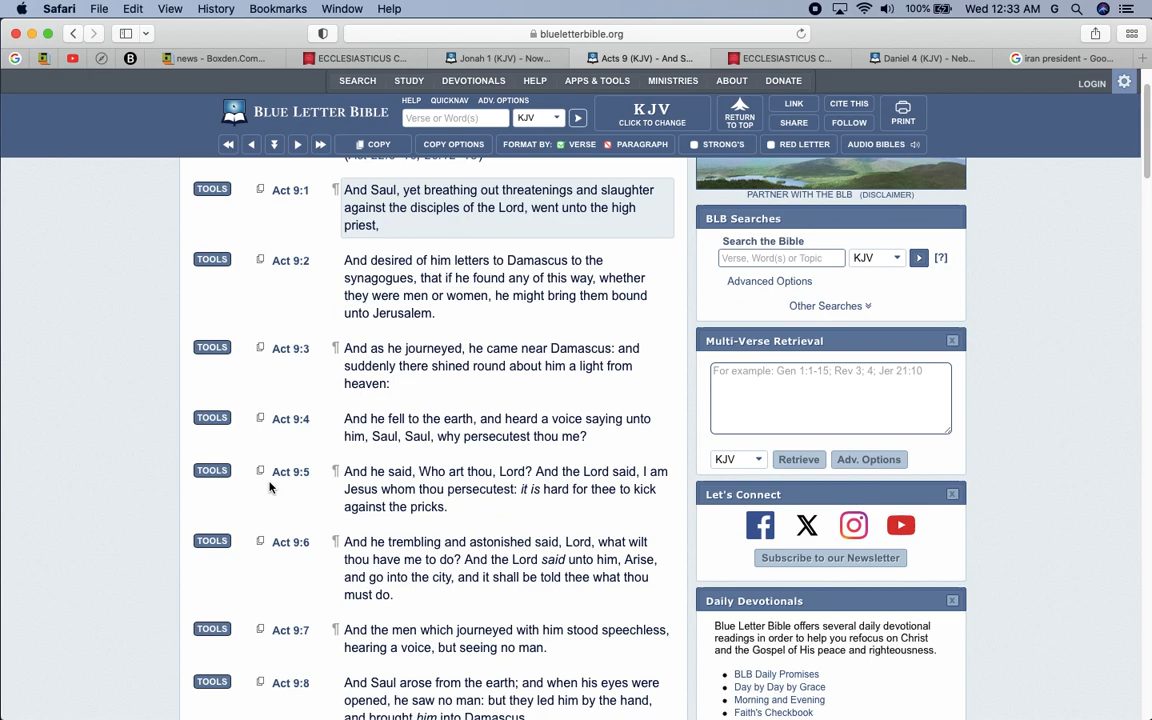 Safari File Edit View History Bookmarks Window Help 100% Wed 12:33 AM G
blueletterbible.org
news - Boxden.Com... ECCLESIASTICUS C... Jonah 1 (KJV) - Now... Acts 9 (KJV) - And S... ECCLESIASTICUS C... Daniel 4 (KJV) - Neb... iran president - Goo...
SEARCH STUDY DEVOTIONALS HELP APPS & TOOLS MINISTRIES ABOUT DONATE LOGIN
BLUE LETTER BIBLE
HELP QUICKNAV ADV. OPTIONS
Verse or Word(s) KJV
KJV
CLICK TO CHANGE
RETURN
TO TOP
LINK CITE THIS
SHARE FOLLOW
PRINT
COPY COPY OPTIONS FORMAT BY: VERSE PARAGRAPH STRONG'S RED LETTER AUDIO BIBLES
TOOLS Act 9:1 ¶ And Saul, yet breathing out threatenings and slaughter
against the disciples of the Lord, went unto the high
priest,
TOOLS Act 9:2 And desired of him letters to Damascus to the
synagogues, that if he found any of this way, whether
they were men or women, he might bring them bound
unto Jerusalem.
TOOLS Act 9:3 ¶ And as he journeyed, he came near Damascus: and
suddenly there shined round about him a light from
heaven:
TOOLS Act 9:4 And he fell to the earth, and heard a voice saying unto
him, Saul, Saul, why persecutest thou me?
TOOLS Act 9:5 ¶ And he said, Who art thou, Lord? And the Lord said, I am
Jesus whom thou persecutest: it is hard for thee to kick
against the pricks.
TOOLS Act 9:6 ¶ And he trembling and astonished said, Lord, what wilt
thou have me to do? And the Lord said unto him, Arise,
and go into the city, and it shall be told thee what thou
must do.
TOOLS Act 9:7 ¶ And the men which journeyed with him stood speechless,
hearing a voice, but seeing no man.
TOOLS Act 9:8 And Saul arose from the earth; and when his eyes were
opened, he saw no man: but they led him by the hand,
and brought him into Damascus.
PARTNER WITH THE BLB (DISCLAIMER)
BLB Searches
Search the Bible
Verse, Word(s) or Topic KJV [?]
Advanced Options
Other Searches
Multi-Verse Retrieval x
For example: Gen 1:1-15; Rev 3; 4; Jer 21:10
KJV Retrieve Adv. Options
Let's Connect x
Subscribe to our Newsletter
Daily Devotionals x
Blue Letter Bible offers several daily devotional
readings in order to help you refocus on Christ
and the Gospel of His peace and righteousness.
BLB Daily Promises
Day by Day by Grace
Morning and Evening
Faith's Checkbook